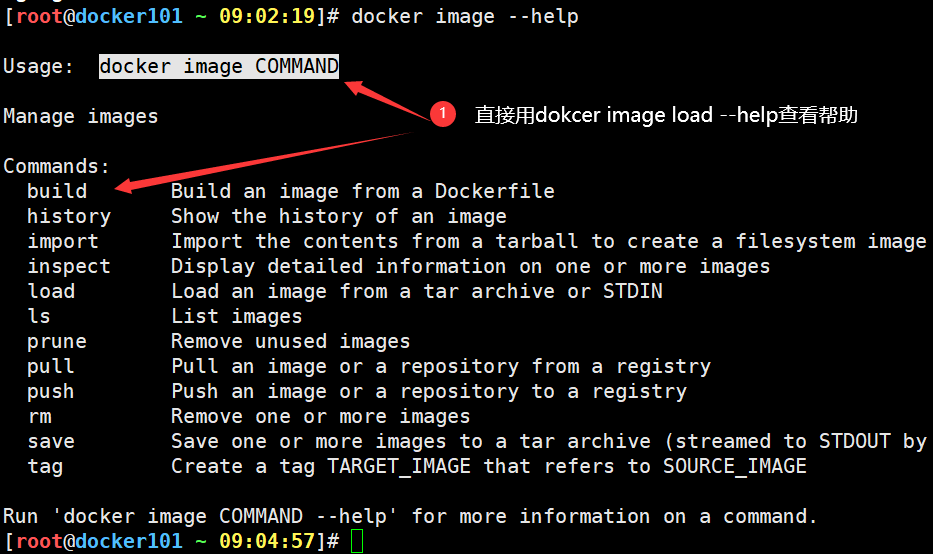 [root@docker101 ~ 09:02:19]# docker image --help
Usage:  docker image COMMAND
1 直接用dokcer image load --help查看帮助
Manage images
Commands:
  build       Build an image from a Dockerfile
  history     Show the history of an image
  import      Import the contents from a tarball to create a filesystem image
  inspect     Display detailed information on one or more images
  load        Load an image from a tar archive or STDIN
  ls          List images
  prune       Remove unused images
  pull        Pull an image or a repository from a registry
  push        Push an image or a repository to a registry
  rm          Remove one or more images
  save        Save one or more images to a tar archive (streamed to STDOUT by
  tag         Create a tag TARGET_IMAGE that refers to SOURCE_IMAGE
Run 'docker image COMMAND --help' for more information on a command.
[root@docker101 ~ 09:04:57]#